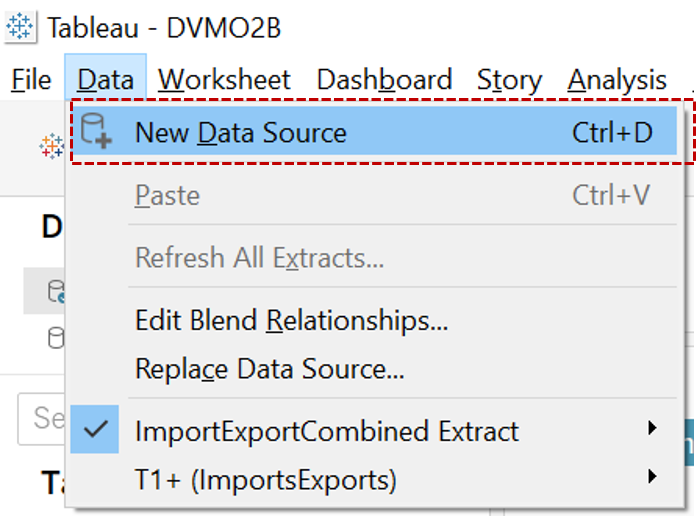 Tableau - DVMO2B
File Data Worksheet Dashboard Story Analysis
New Data Source Ctrl+D
Paste Ctrl+V
D
Refresh All Extracts...
Edit Blend Relationships...
Replace Data Source...
Se
ImportExportCombined Extract
T1+ (ImportsExports)